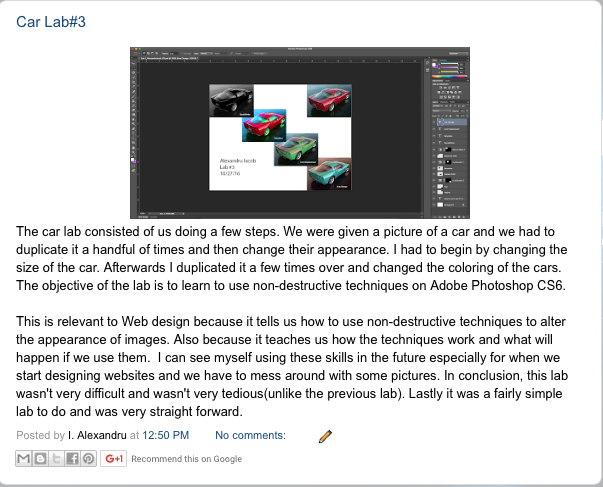 Car Lab#3
Alexandru Iacob
Lab #3
10/27/16
The car lab consisted of us doing a few steps. We were given a picture of a car and we had to
duplicate it a handful of times and then change their appearance. I had to begin by changing the
size of the car. Afterwards I duplicated it a few times over and changed the coloring of the cars.
The objective of the lab is to learn to use non-destructive techniques on Adobe Photoshop CS6.
This is relevant to Web design because it tells us how to use non-destructive techniques to alter
the appearance of images. Also because it teaches us how the techniques work and what will
happen if we use them.  I can see myself using these skills in the future especially for when we
start designing websites and we have to mess around with some pictures. In conclusion, this lab
wasn't very difficult and wasn't very tedious(unlike the previous lab). Lastly it was a fairly simple
lab to do and was very straight forward.
Posted by I. Alexandru at 12:50 PM No comments:
G+1 Recommend this on Google